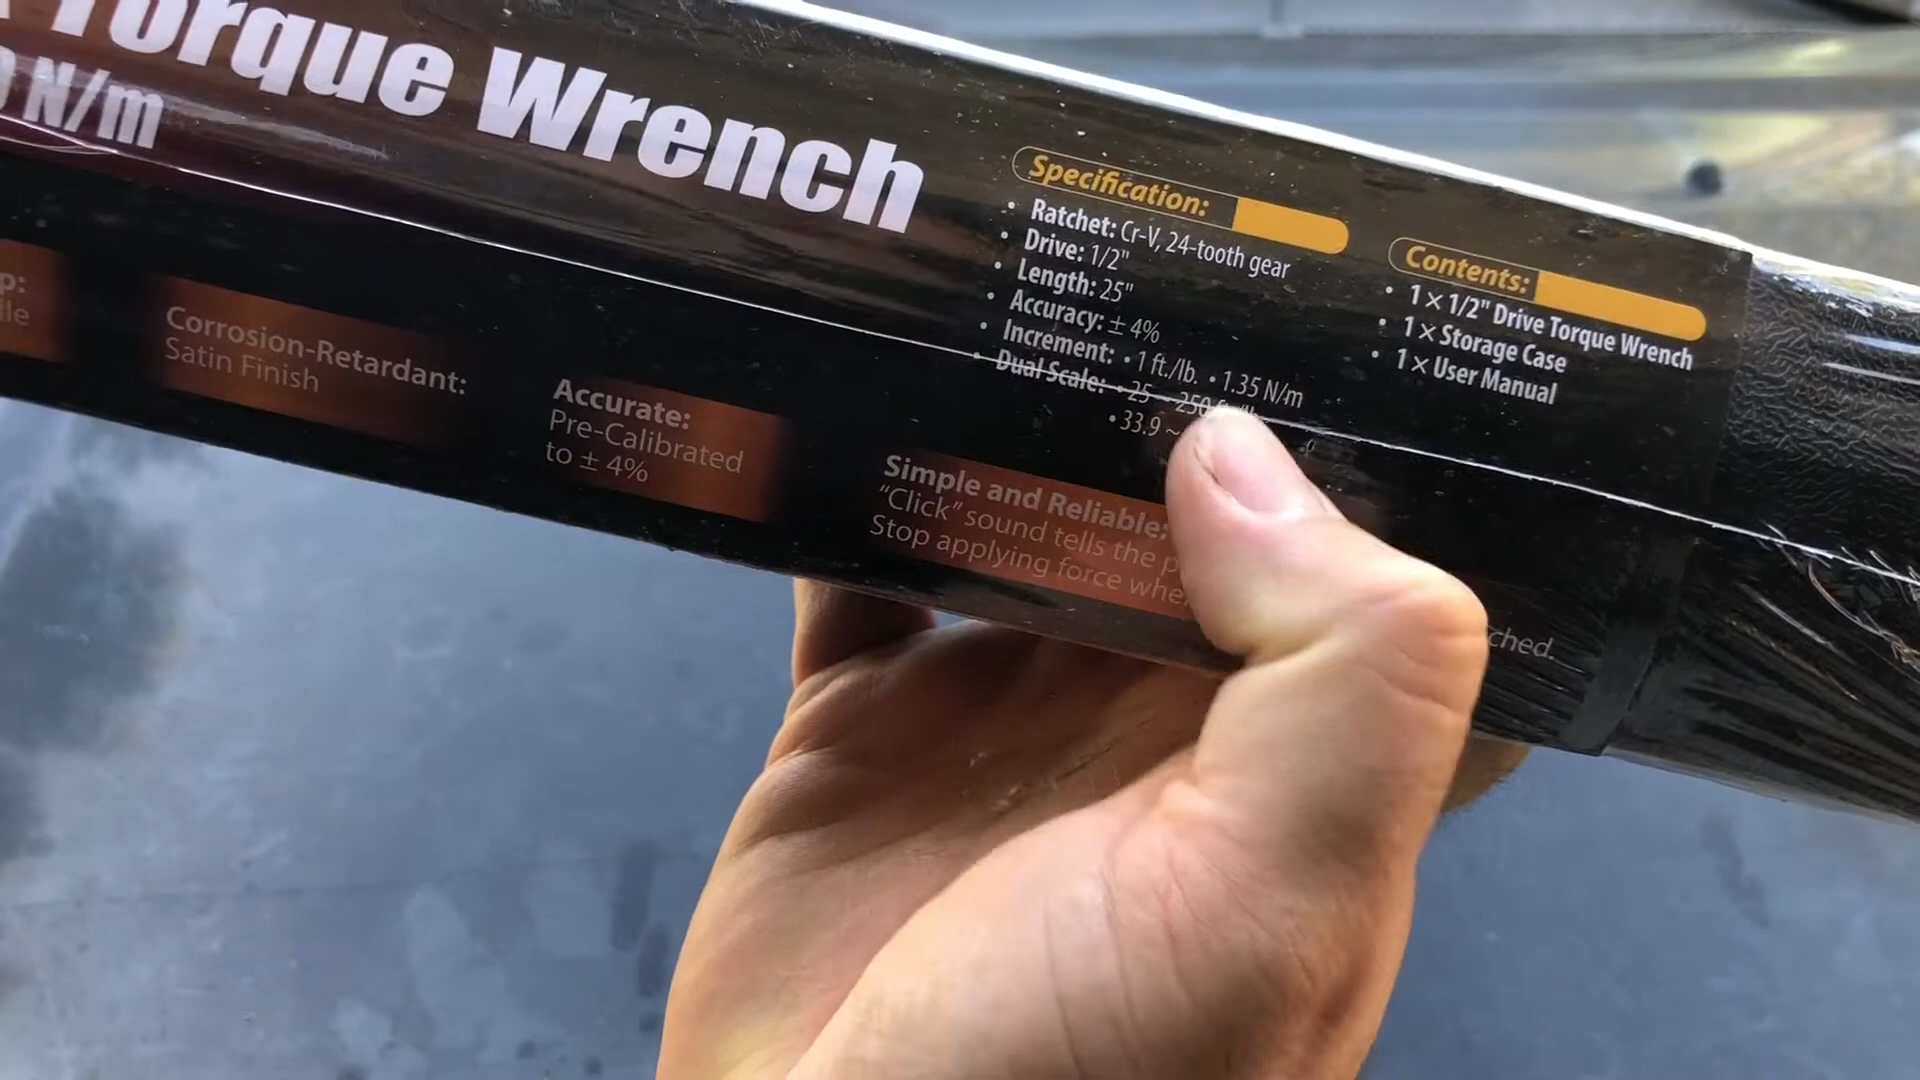 Torque Wrench
N/m
Specification:
• Ratchet: Cr-V, 24-tooth gear
• Drive: 1/2"
• Length: 25"
• Accuracy: ± 4%
• Increment: • 1 ft./lb. • 1.35 N/m
• Dual Scale: • 25 ~ 250
• 33.9 ~
Contents:
• 1 × 1/2" Drive Torque Wrench
• 1 × Storage Case
• 1 × User Manual
Corrosion-Retardant:
Satin Finish
Accurate:
Pre-Calibrated
to ± 4%
Simple and Reliable:
"Click" sound tells the
Stop applying force